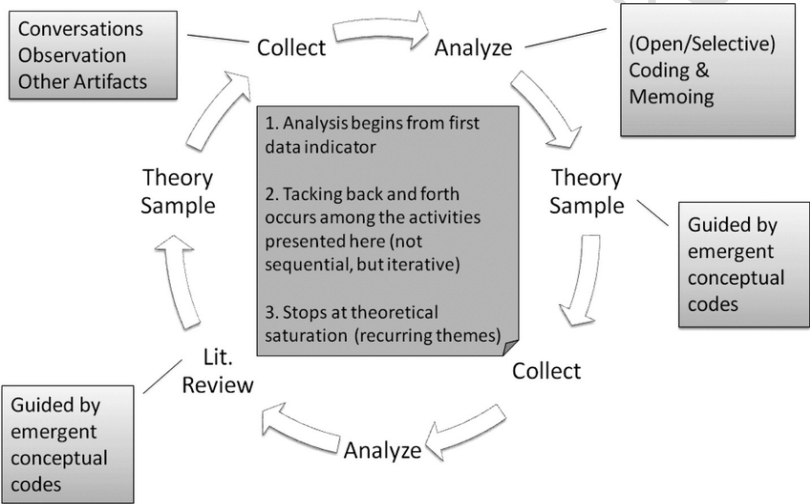 Conversations
Observation
Other Artifacts
Collect
Analyze
(Open/Selective)
Coding &
Memoing
1. Analysis begins from first
data indicator
2. Tacking back and forth
occurs among the activities
presented here (not
sequential, but iterative)
3. Stops at theoretical
saturation (recurring themes)
Theory
Sample
Theory
Sample
Guided by
emergent
conceptual
codes
Collect
Lit.
Review
Guided by
emergent
conceptual
codes
Analyze